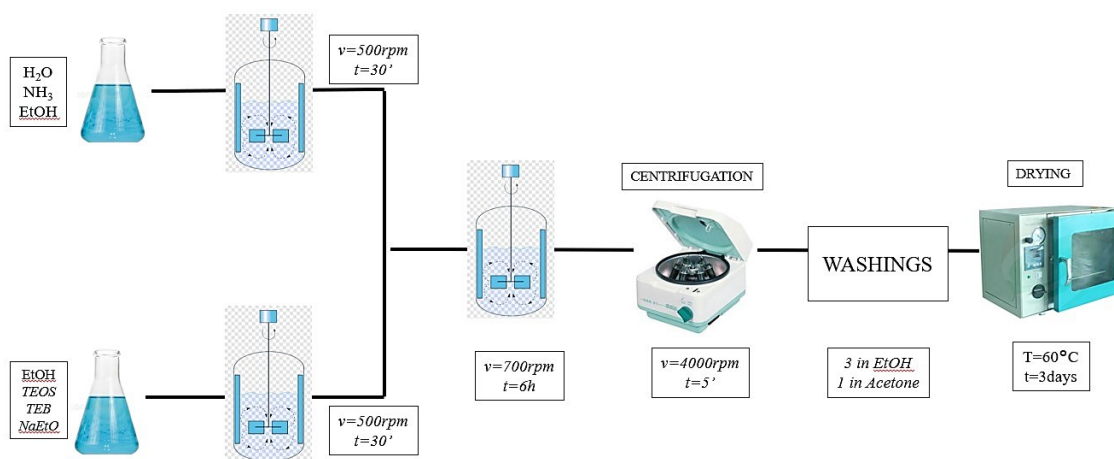 H₂O
NH₃
EtOH
v=500rpm
t=30’
EtOH
TEOS
TEB
NaEtO
v=500rpm
t=30’
v=700rpm
t=6h
CENTRIFUGATION
v=4000rpm
t=5’
WASHINGS
3 in EtOH
1 in Acetone
DRYING
T=60°C
t=3days